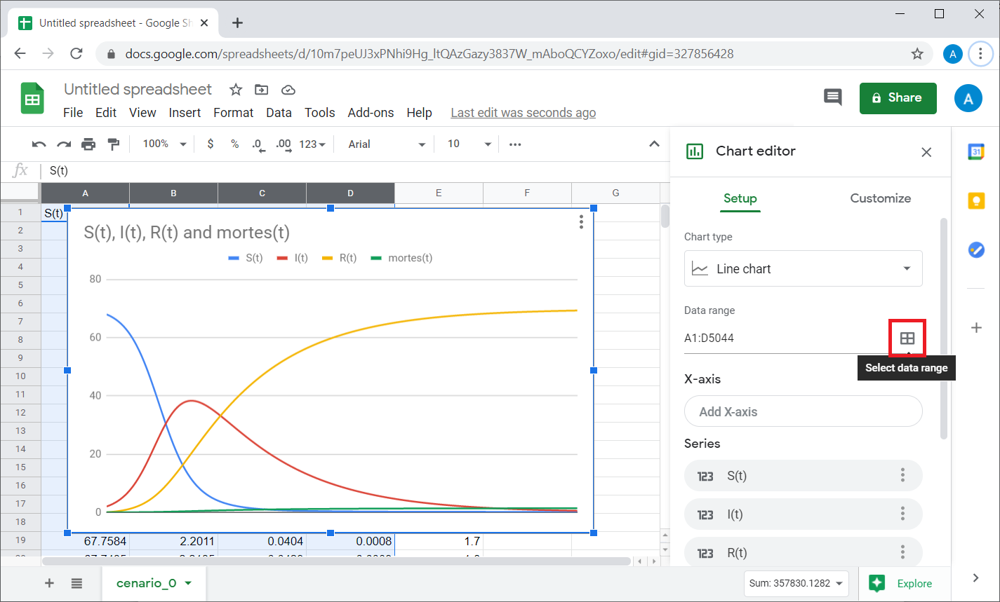 Untitled spreadsheet - Google Sh
docs.google.com/spreadsheets/d/10m7peUJ3xPNhi9Hg_ltQAzGazy3837W_mAboQCYZoxo/edit#gid=327856428
A
Untitled spreadsheet
File Edit View Insert Format Data Tools Add-ons Help Last edit was seconds ago
Share
A
100% $ % .0 .00 123 Arial 10
fx S(t)
A B C D E F G
1 S(t)
2
3
4
5
6
7
8
9
10
11
12
13
14
15
16
17
18
19 67.7584 2.2011 0.0404 0.0008 1.7
S(t), I(t), R(t) and mortes(t)
S(t) I(t) R(t) mortes(t)
80
60
40
20
0
Chart editor
Setup Customize
Chart type
Line chart
Data range
A1:D5044
Select data range
X-axis
Add X-axis
Series
123 S(t)
123 I(t)
123 R(t)
31
cenario_0
Sum: 357830.1282
Explore